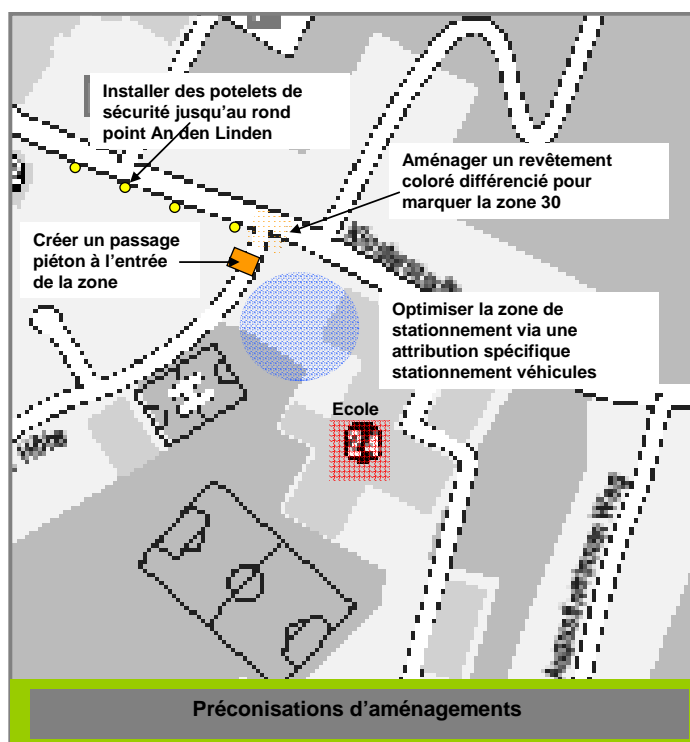 Installer des potelets de
sécurité jusqu'au rond
point An den Linden
Aménager un revêtement
coloré différencié pour
marquer la zone 30
Créer un passage
piéton à l'entrée
de la zone
Optimiser la zone de
stationnement via une
attribution spécifique
stationnement véhicules
Ecole
Préconisations d'aménagements